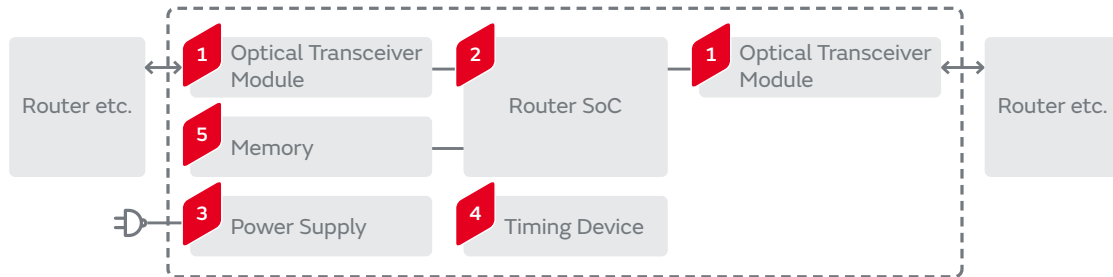 Router etc.
1
Optical Transceiver
Module
2
Router SoC
1
Optical Transceiver
Module
Router etc.
5
Memory
3
Power Supply
4
Timing Device